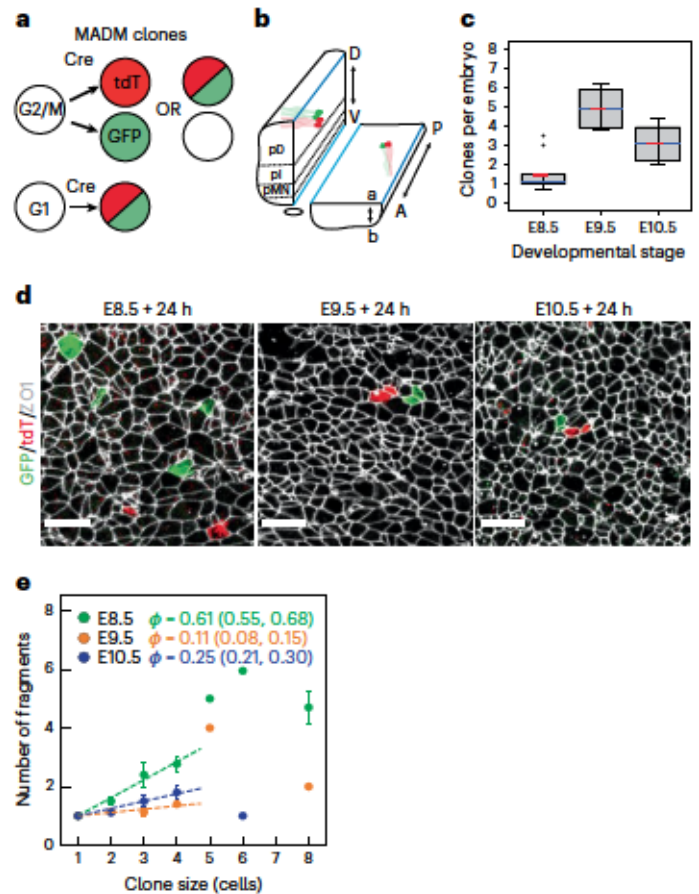 a
MADM clones
Cre
G2/M
tdT
GFP
OR
Cre
G1
b
D
V
P
pD
pI
pMN
a
b
A
c
Clones per embryo
8
7
6
5
4
3
2
1
0
E8.5 E9.5 E10.5
Developmental stage
d
E8.5 + 24 h E9.5 + 24 h E10.5 + 24 h
GFP/tdT/ZO1
e
Number of fragments
8
6
4
2
0
E8.5 ϕ – 0.61 (0.55, 0.68)
E9.5 ϕ – 0.11 (0.08, 0.15)
E10.5 ϕ – 0.25 (0.21, 0.30)
1 2 3 4 5 6 7 8
Clone size (cells)